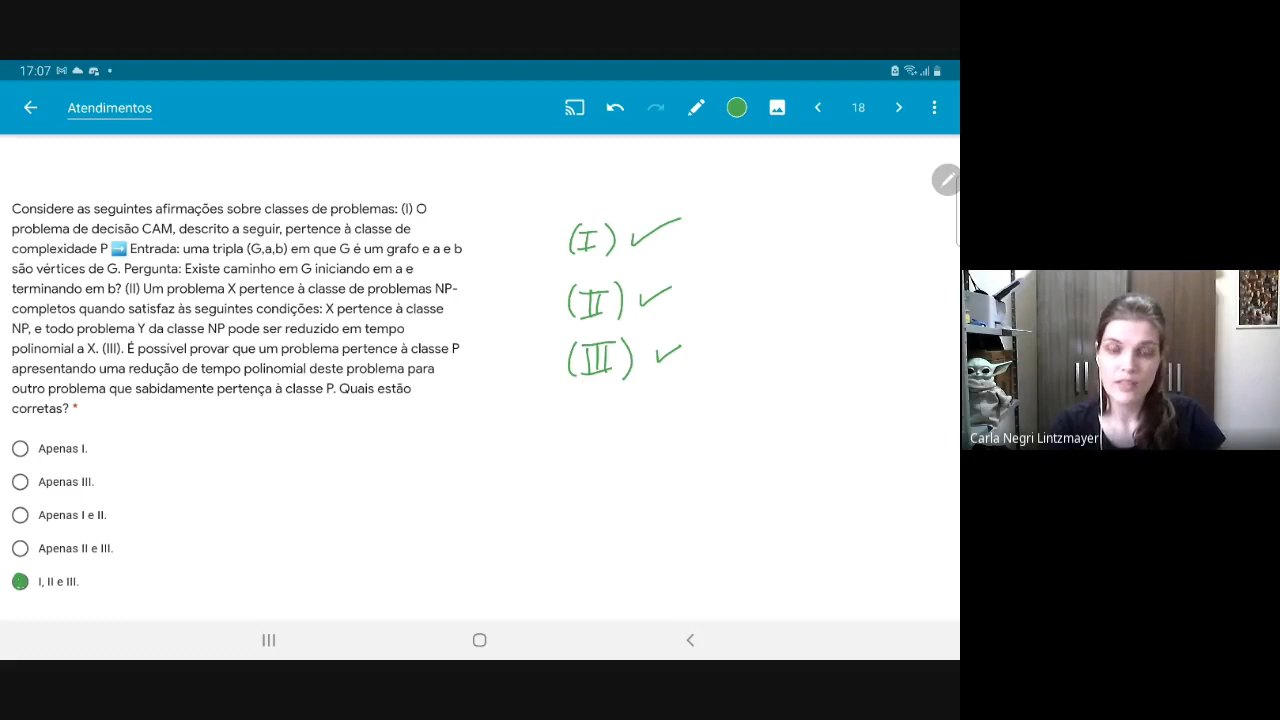 17:07
Atendimentos
18
Considere as seguintes afirmações sobre classes de problemas: (I) O
problema de decisão CAM, descrito a seguir, pertence à classe de
complexidade P ➡️ Entrada: uma tripla (G,a,b) em que G é um grafo e a e b
são vértices de G. Pergunta: Existe caminho em G iniciando em a e
terminando em b? (II) Um problema X pertence à classe de problemas NP-
completos quando satisfaz às seguintes condições: X pertence à classe
NP, e todo problema Y da classe NP pode ser reduzido em tempo
polinomial a X. (III). É possível provar que um problema pertence à classe P
apresentando uma redução de tempo polinomial deste problema para
outro problema que sabidamente pertença à classe P. Quais estão
corretas? *
Apenas I.
Apenas III.
Apenas I e II.
Apenas II e III.
I, II e III.
(I) ✓
(II) ✓
(III) ✓
Carla Negri Lintzmayer